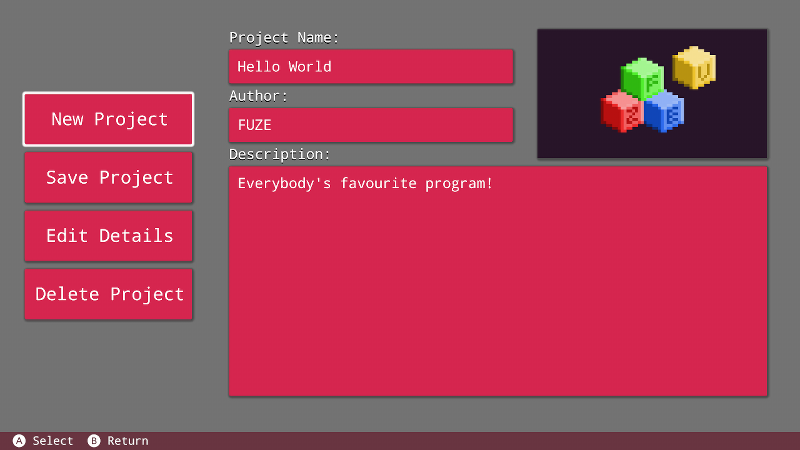 New Project
Save Project
Edit Details
Delete Project
Project Name:
Hello World
Author:
FUZE
Description:
Everybody's favourite program!
F U
Z E
A Select B Return